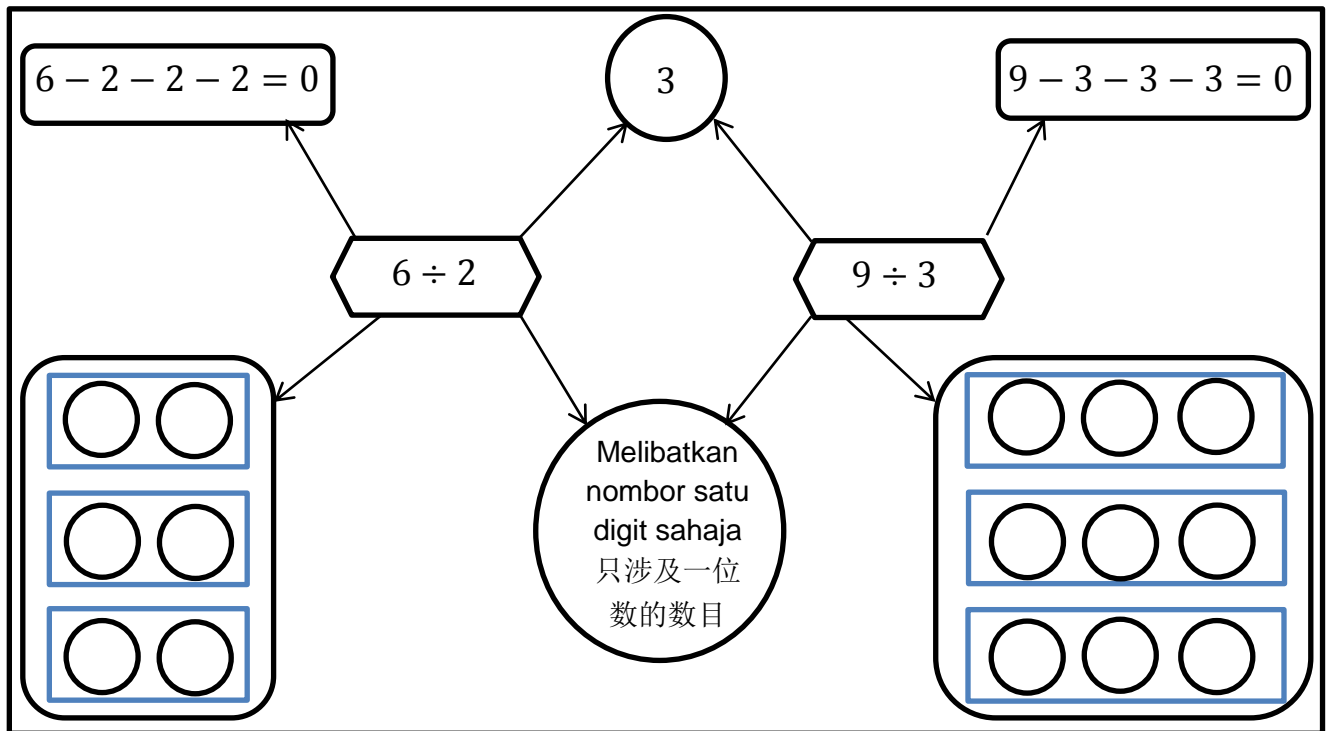 6 − 2 − 2 − 2 = 0
3
9 − 3 − 3 − 3 = 0
6 ÷ 2
9 ÷ 3
Melibatkan
nombor satu
digit sahaja
只涉及一位
数的数目